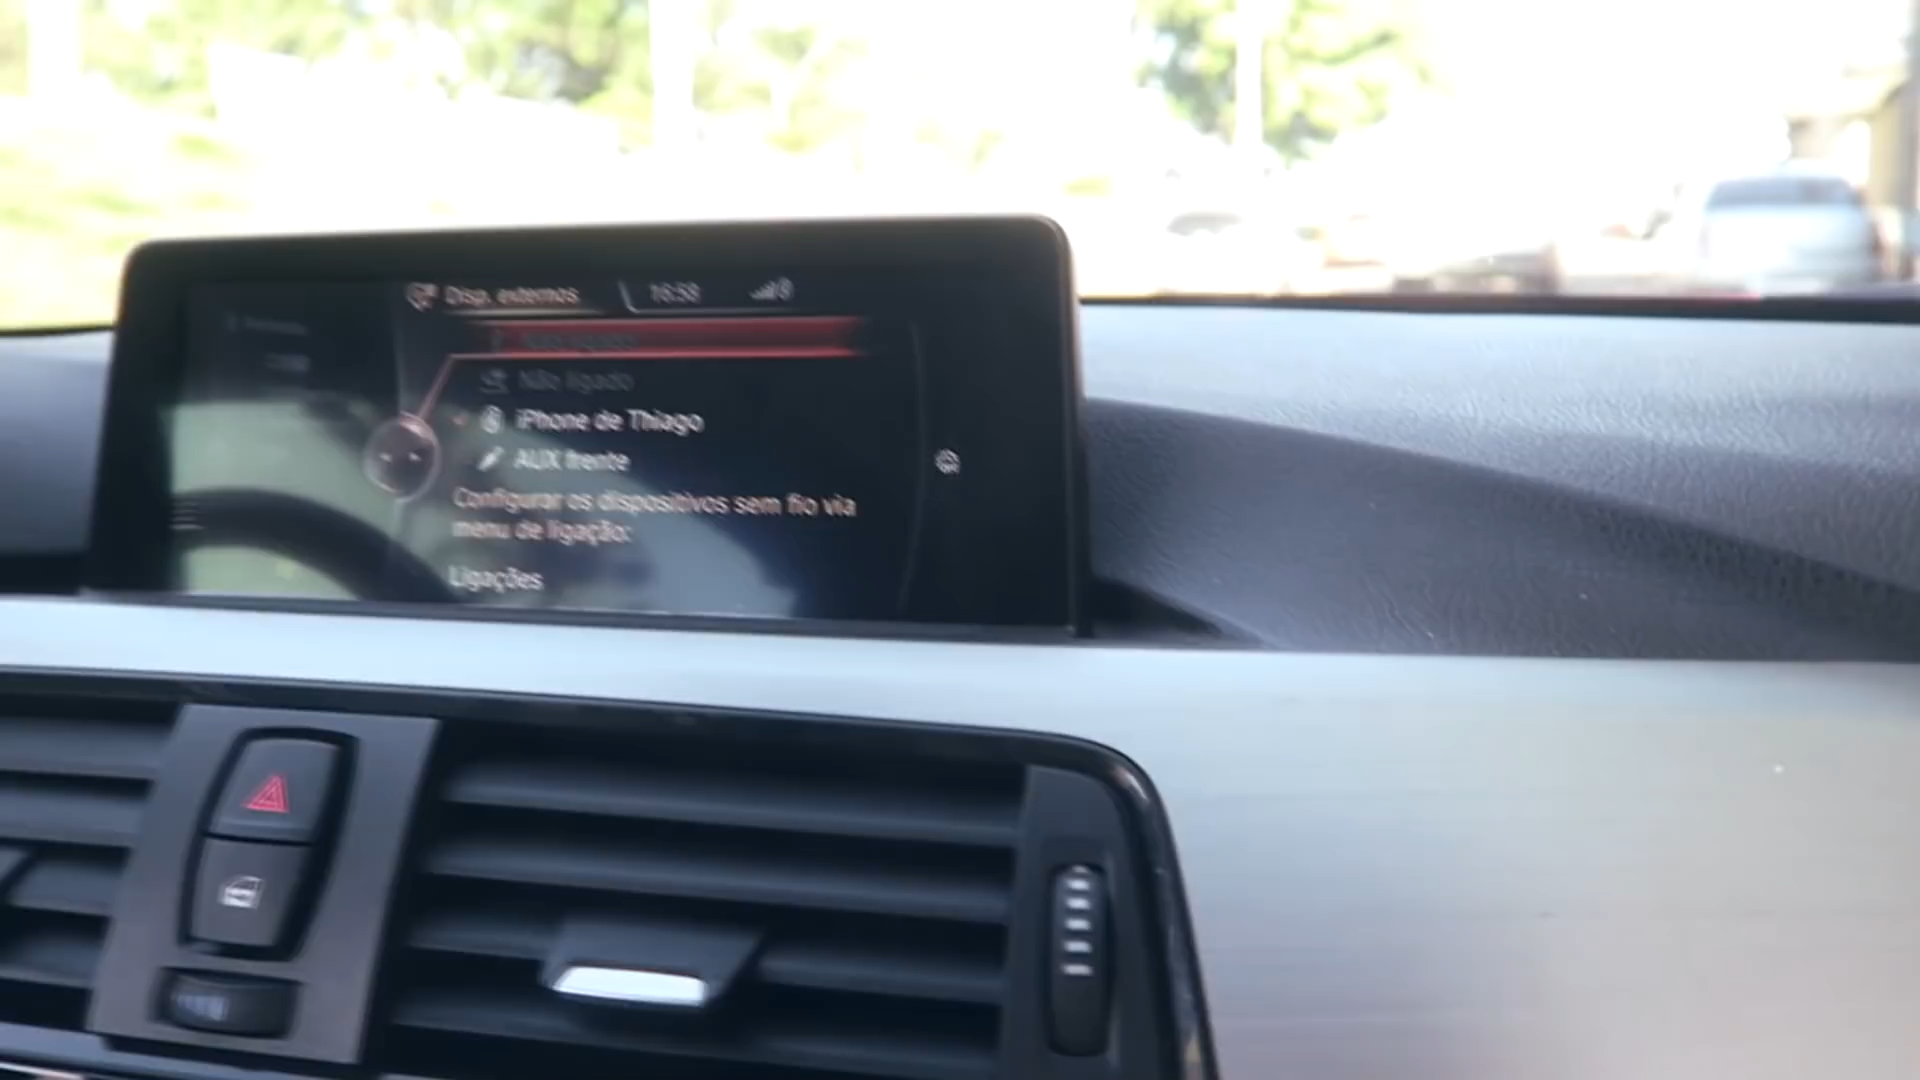 Disp. externos
16:58
Não ligado
iPhone de Thiago
AUX frente
Configurar os dispositivos sem fio via
menu de ligação:
Ligações